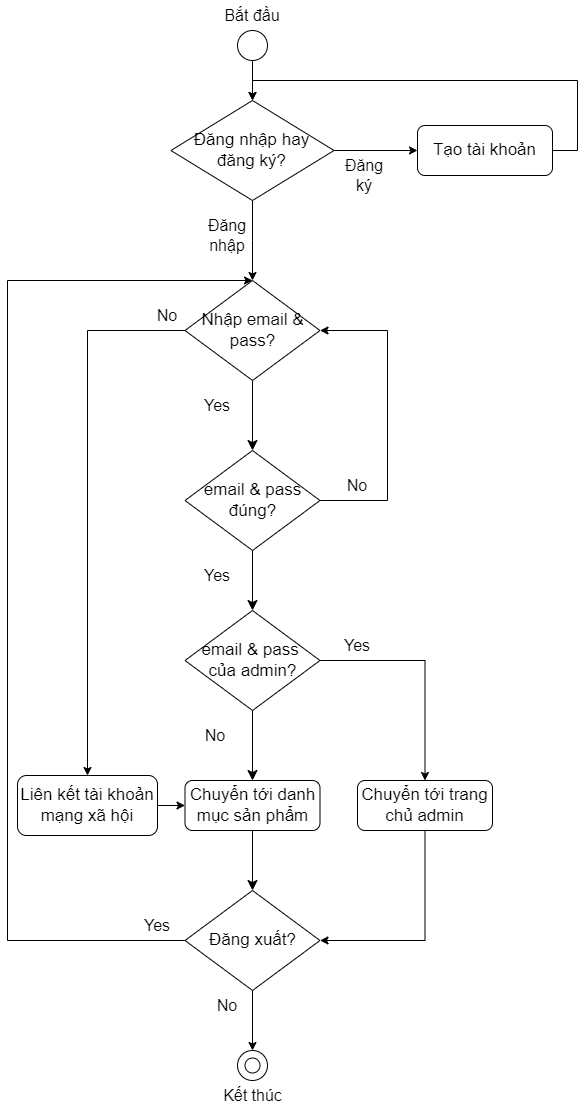 Bắt đầu
Đăng nhập hay
đăng ký?
Đăng
ký
Tạo tài khoản
Đăng
nhập
No
Nhập email &
pass?
Yes
email & pass
đúng?
No
Yes
email & pass
của admin?
Yes
No
Liên kết tài khoản
mạng xã hội
Chuyển tới danh
mục sản phẩm
Chuyển tới trang
chủ admin
Yes
Đăng xuất?
No
Kết thúc